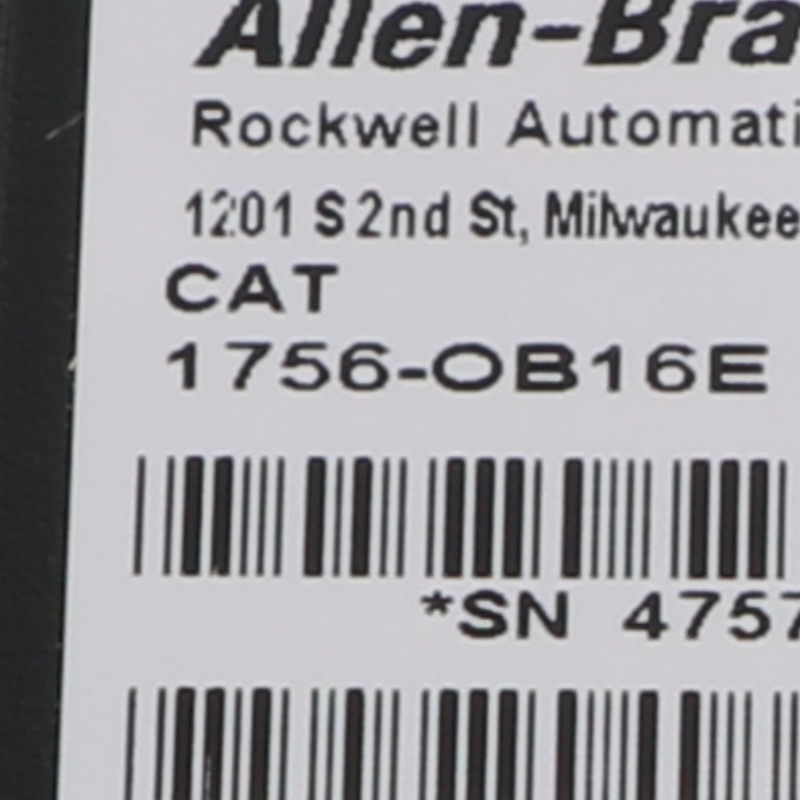 Allen-Bra
Rockwell Automati
1201 S 2nd St, Milwaukee
CAT
1756-OB16E
*SN 4757